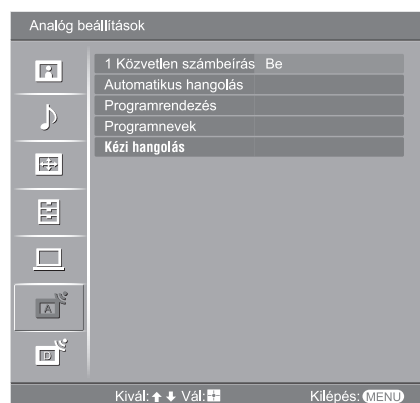 Analóg beállítások
1 Közvetlen számbeírás Be
Automatikus hangolás
Programrendezés
Programnevek
Kézi hangolás
A
D
Kivál: Vál: Kilépés: MENU